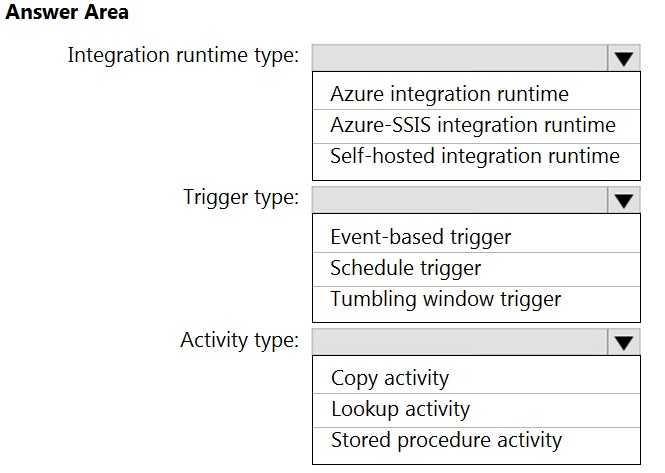 Answer Area
Integration runtime type:
Azure integration runtime
Azure-SSIS integration runtime
Self-hosted integration runtime
Trigger type:
Event-based trigger
Schedule trigger
Tumbling window trigger
Activity type:
Copy activity
Lookup activity
Stored procedure activity